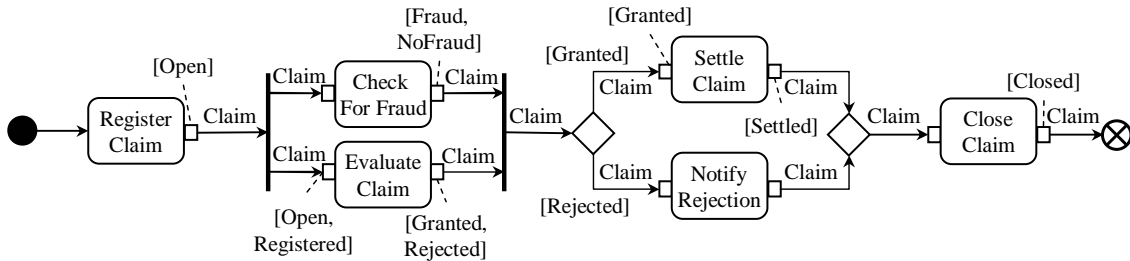 [Open]
Register
Claim
Claim
Claim
Check
For Fraud
[Fraud,
NoFraud]
Claim
Claim
[Open,
Registered]
Evaluate
Claim
[Granted,
Rejected]
Claim
Claim
[Granted]
Claim
[Granted]
Settle
Claim
[Settled]
Claim
[Rejected]
Claim
Notify
Rejection
Claim
Claim
Close
Claim
[Closed]
Claim